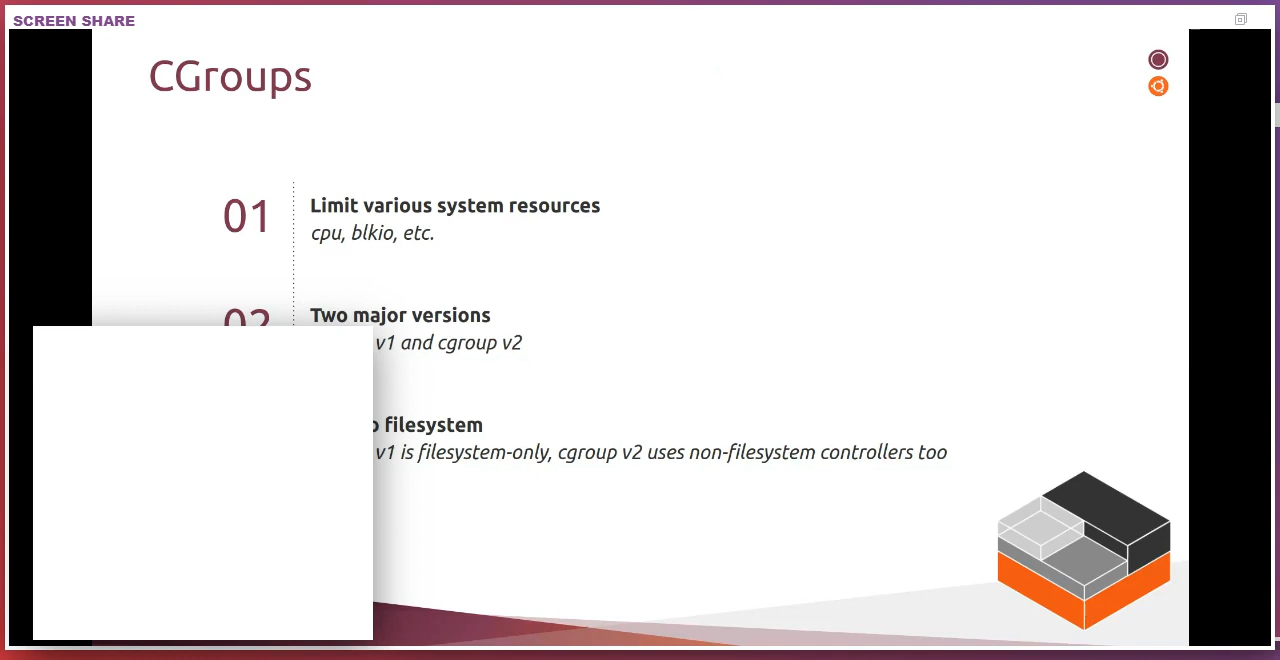 SCREEN SHARE
CGroups
01
Limit various system resources
cpu, blkio, etc.
02
Two major versions
v1 and cgroup v2
filesystem
v1 is filesystem-only, cgroup v2 uses non-filesystem controllers too